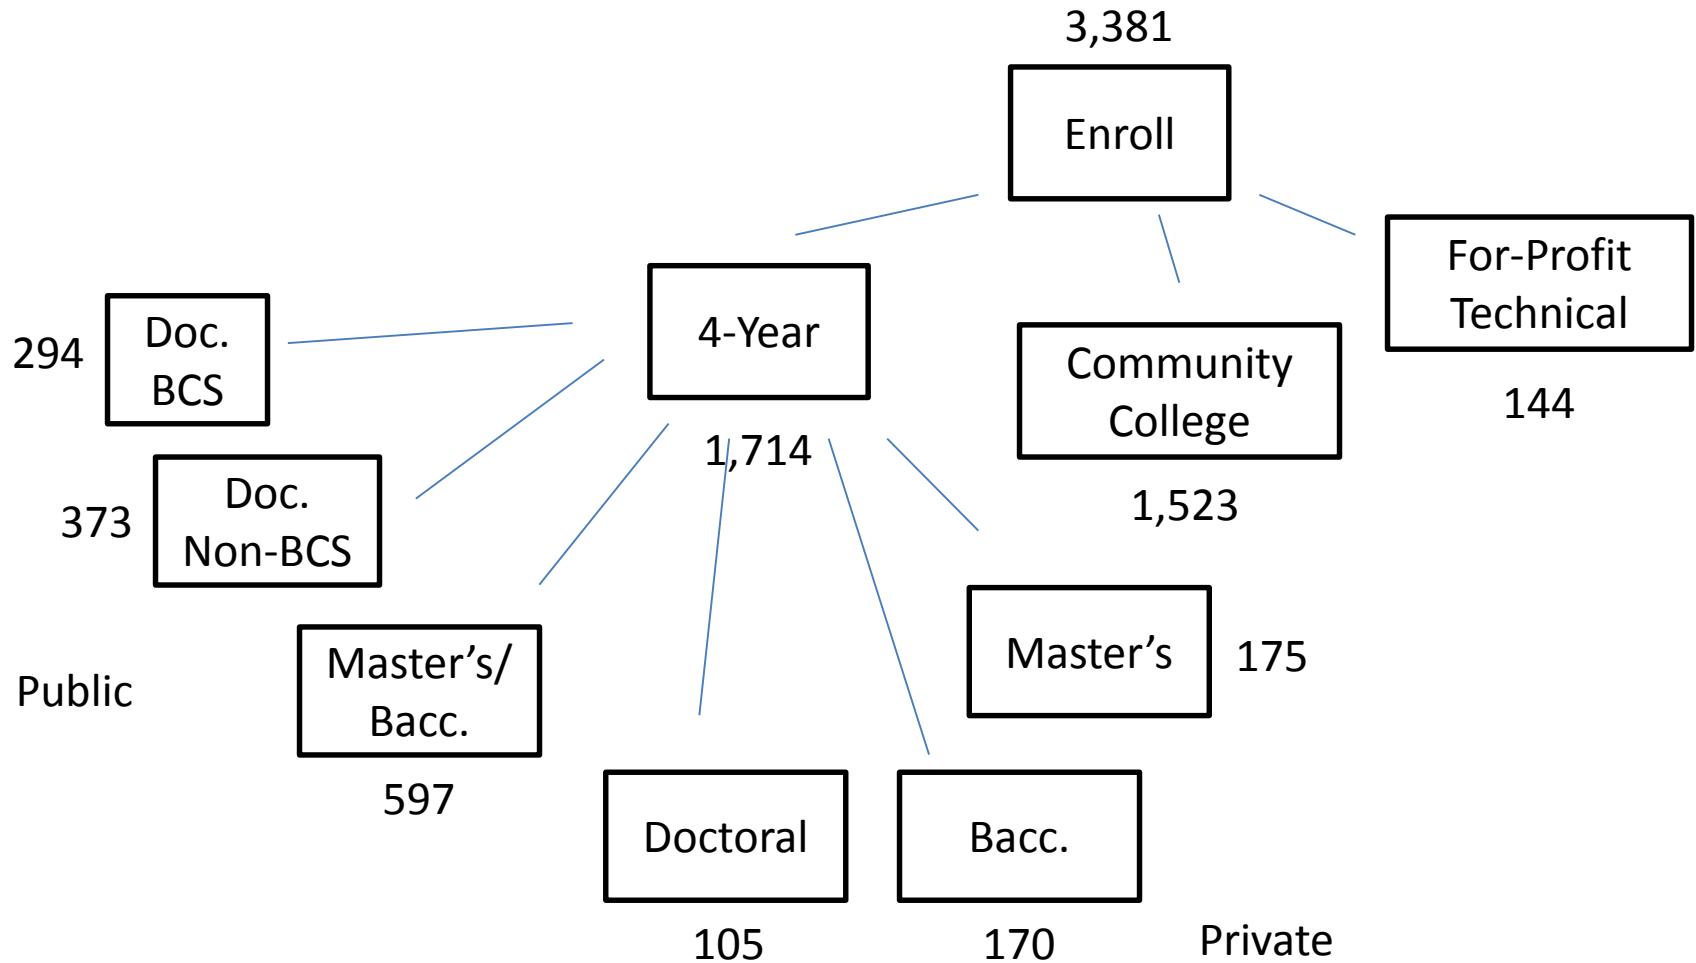 3,381
Enroll
4-Year
1,714
Community
College
1,523
For-Profit
Technical
144
294
Doc.
BCS
373
Doc.
Non-BCS
Public
Master’s/
Bacc.
597
Doctoral
105
Bacc.
170
Master’s
175
Private